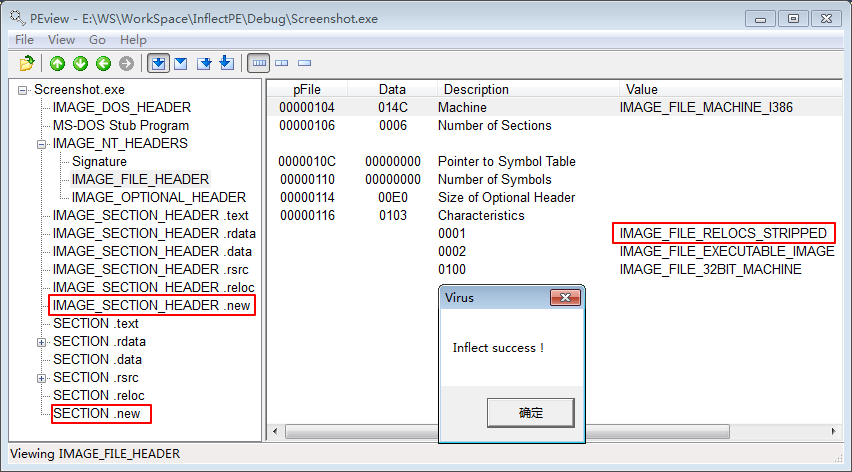 PEview - E:\WS\WorkSpace\InflectPE\Debug\Screenshot.exe
File View Go Help
Screenshot.exe
IMAGE_DOS_HEADER
MS-DOS Stub Program
IMAGE_NT_HEADERS
Signature
IMAGE_FILE_HEADER
IMAGE_OPTIONAL_HEADER
IMAGE_SECTION_HEADER .text
IMAGE_SECTION_HEADER .rdata
IMAGE_SECTION_HEADER .data
IMAGE_SECTION_HEADER .rsrc
IMAGE_SECTION_HEADER .reloc
IMAGE_SECTION_HEADER .new
SECTION .text
SECTION .rdata
SECTION .data
SECTION .rsrc
SECTION .reloc
SECTION .new
pFile Data Description Value
00000104 014C Machine IMAGE_FILE_MACHINE_I386
00000106 0006 Number of Sections
0000010C 00000000 Pointer to Symbol Table
00000110 00000000 Number of Symbols
00000114 00E0 Size of Optional Header
00000116 0103 Characteristics
0001 IMAGE_FILE_RELOCS_STRIPPED
0002 IMAGE_FILE_EXECUTABLE_IMAGE
0100 IMAGE_FILE_32BIT_MACHINE
Virus
Inflect success !
确定
Viewing IMAGE_FILE_HEADER